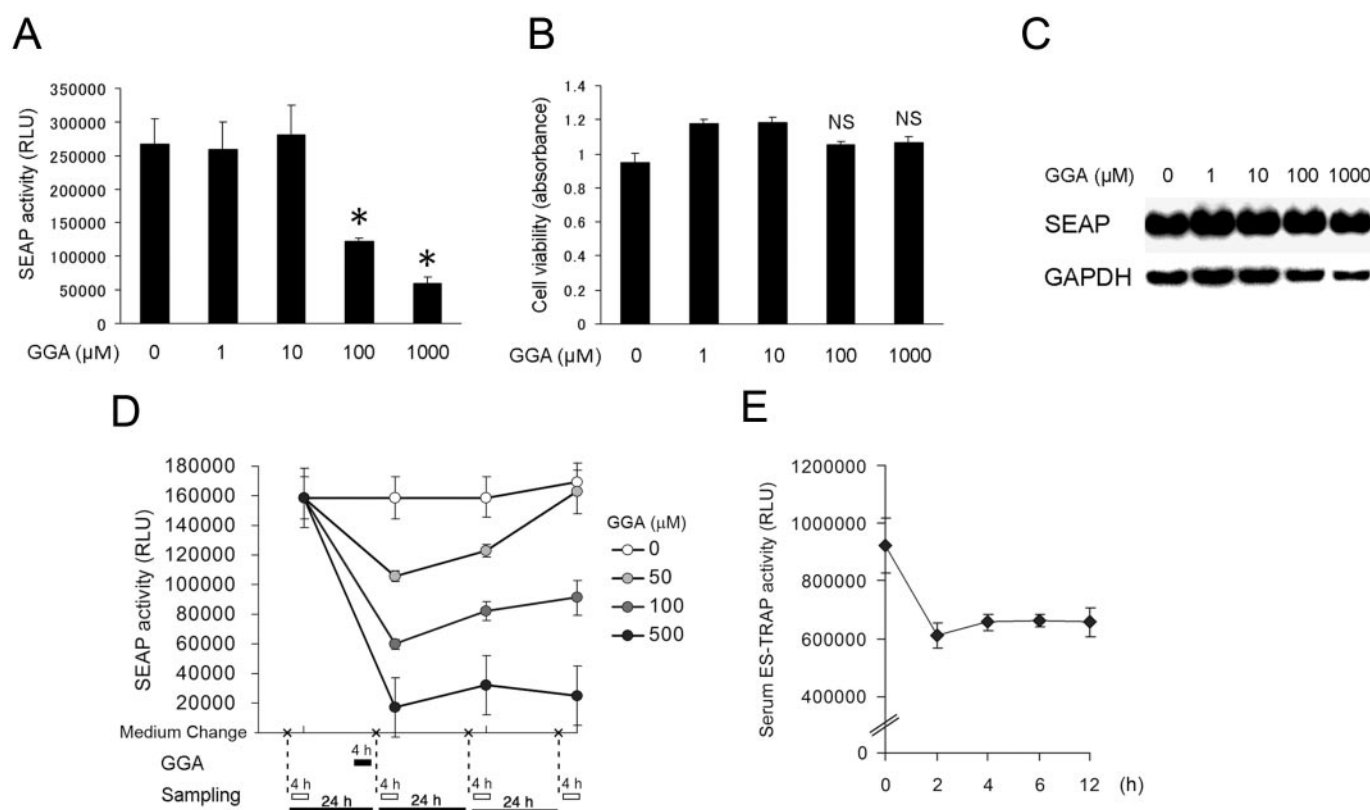 A
SEAP activity (RLU)
350000
300000
250000
200000
150000
100000
50000
0
*
*
GGA (μM) 0 1 10 100 1000
B
Cell viability (absorbance)
1.4
1.2
1
0.8
0.6
0.4
0.2
0
NS
NS
GGA (μM) 0 1 10 100 1000
C
GGA (μM) 0 1 10 100 1000
SEAP
GAPDH
D
SEAP activity (RLU)
180000
160000
140000
120000
100000
80000
60000
40000
20000
Medium Change
GGA 4 h
Sampling 4 h 4 h 4 h 4 h
24 h 24 h 24 h
GGA (μM)
0
50
100
500
E
Serum ES-TRAP activity (RLU)
1200000
1000000
800000
600000
400000
0
0 2 4 6 12 (h)